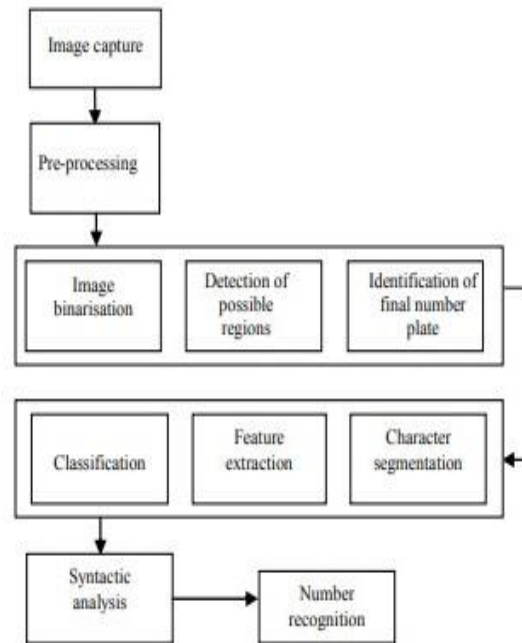 Image capture
Pre-processing
Image
binarisation
Detection of
possible
regions
Identification of
final number
plate
Classification
Feature
extraction
Character
segmentation
Syntactic
analysis
Number
recognition